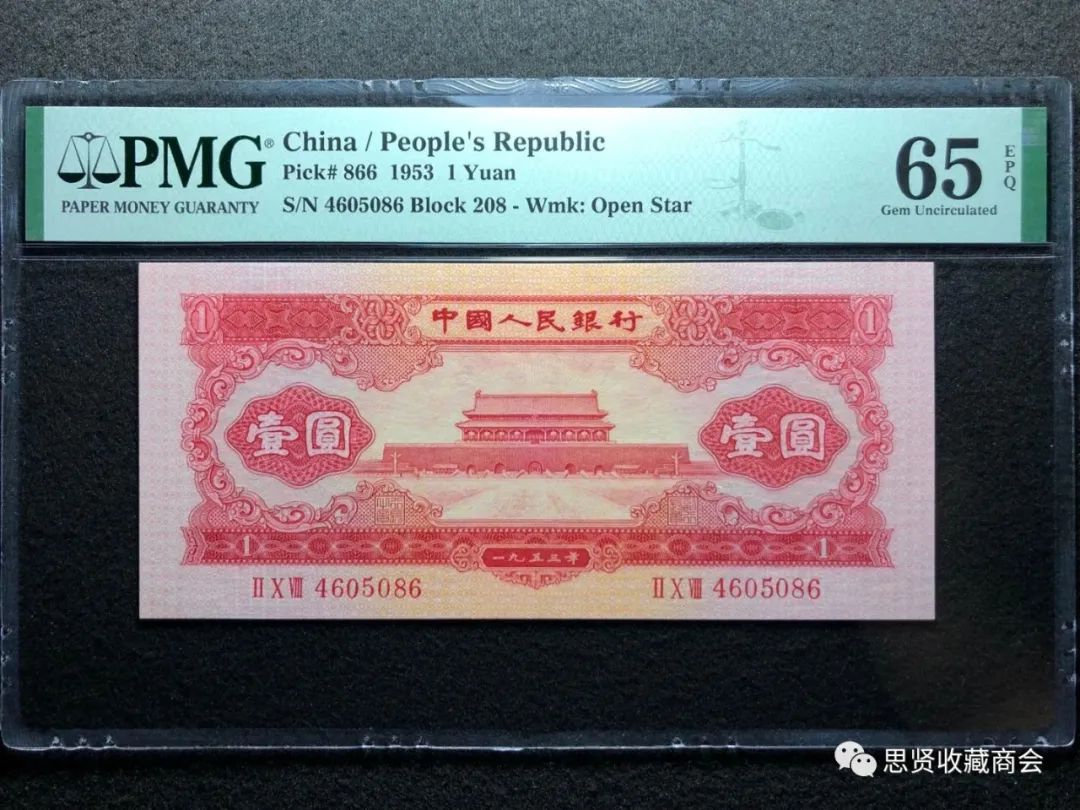 PMG®
PAPER MONEY GUARANTY
China / People's Republic
Pick# 866 1953 1 Yuan
S/N 4605086 Block 208 - Wmk: Open Star
65
EPQ
Gem Uncirculated
1 中國人民銀行 1
壹圓 壹圓
1 一九五三年 1
II X VIII 4605086 II X VIII 4605086
思贤收藏商会